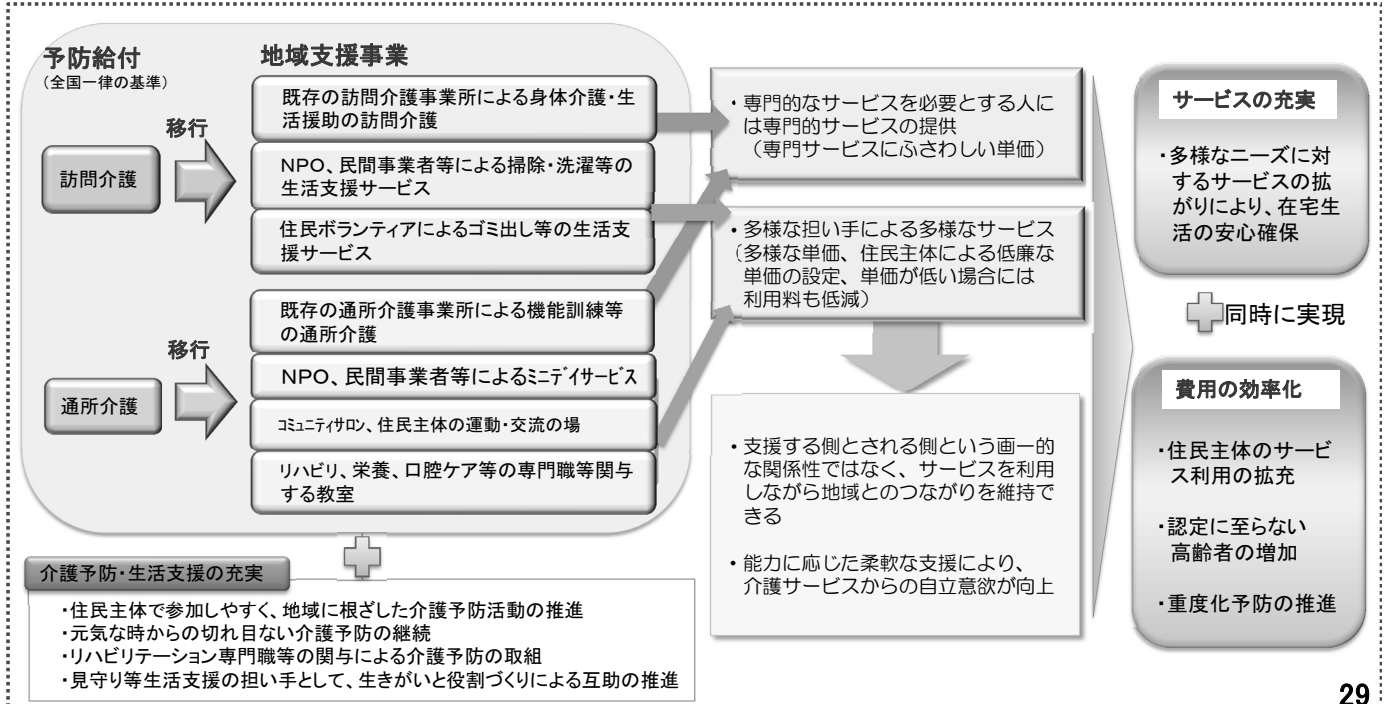 予防給付
（全国一律の基準）
地域支援事業
移行
訪問介護
既存の訪問介護事業所による身体介護・生
活援助の訪問介護
NPO、民間事業者等による掃除・洗濯等の
生活支援サービス
住民ボランティアによるゴミ出し等の生活支
援サービス
移行
通所介護
既存の通所介護事業所による機能訓練等
の通所介護
NPO、民間事業者等によるミニデイサービス
コミュニティサロン、住民主体の運動・交流の場
リハビリ、栄養、口腔ケア等の専門職等関与
する教室
介護予防・生活支援の充実
・住民主体で参加しやすく、地域に根ざした介護予防活動の推進
・元気な時からの切れ目ない介護予防の継続
・リハビリテーション専門職等の関与による介護予防の取組
・見守り等生活支援の担い手として、生きがいと役割づくりによる互助の推進
・専門的なサービスを必要とする人に
は専門的サービスの提供
（専門サービスにふさわしい単価）
・多様な担い手による多様なサービス
（多様な単価、住民主体による低廉な
単価の設定、単価が低い場合には
利用料も低減）
・支援する側とされる側という画一的
な関係性ではなく、サービスを利用
しながら地域とのつながりを維持で
きる
・能力に応じた柔軟な支援により、
介護サービスからの自立意欲が向上
サービスの充実
・多様なニーズに対
するサービスの拡
がりにより、在宅生
活の安心確保
同時に実現
費用の効率化
・住民主体のサービ
ス利用の拡充
・認定に至らない
高齢者の増加
・重度化予防の推進
29